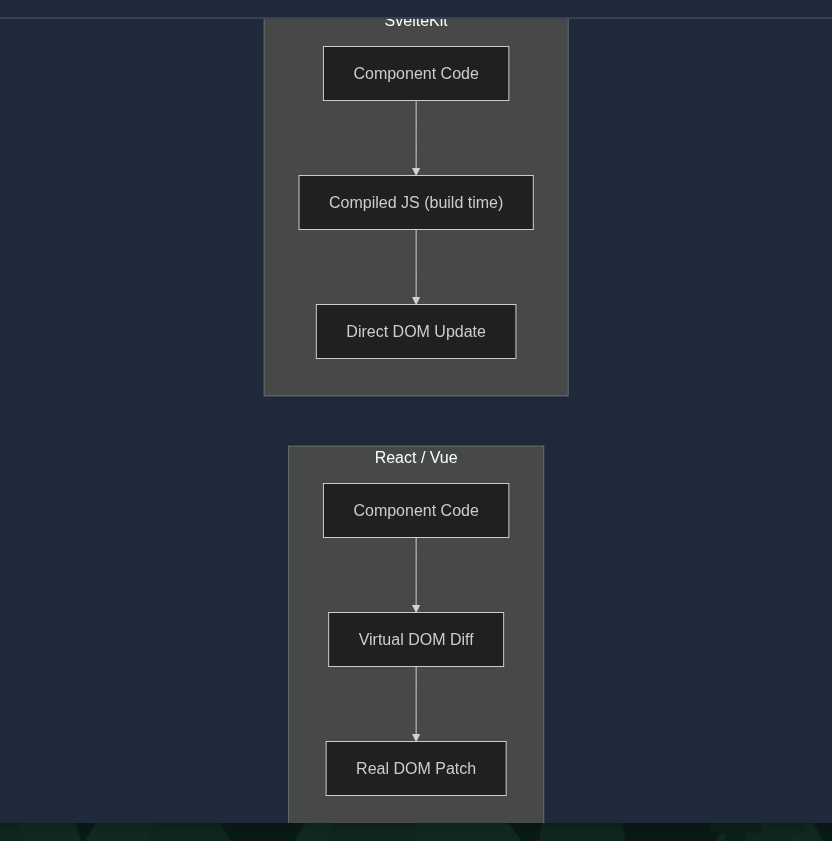 SvelteKit
Component Code
Compiled JS (build time)
Direct DOM Update
React / Vue
Component Code
Virtual DOM Diff
Real DOM Patch